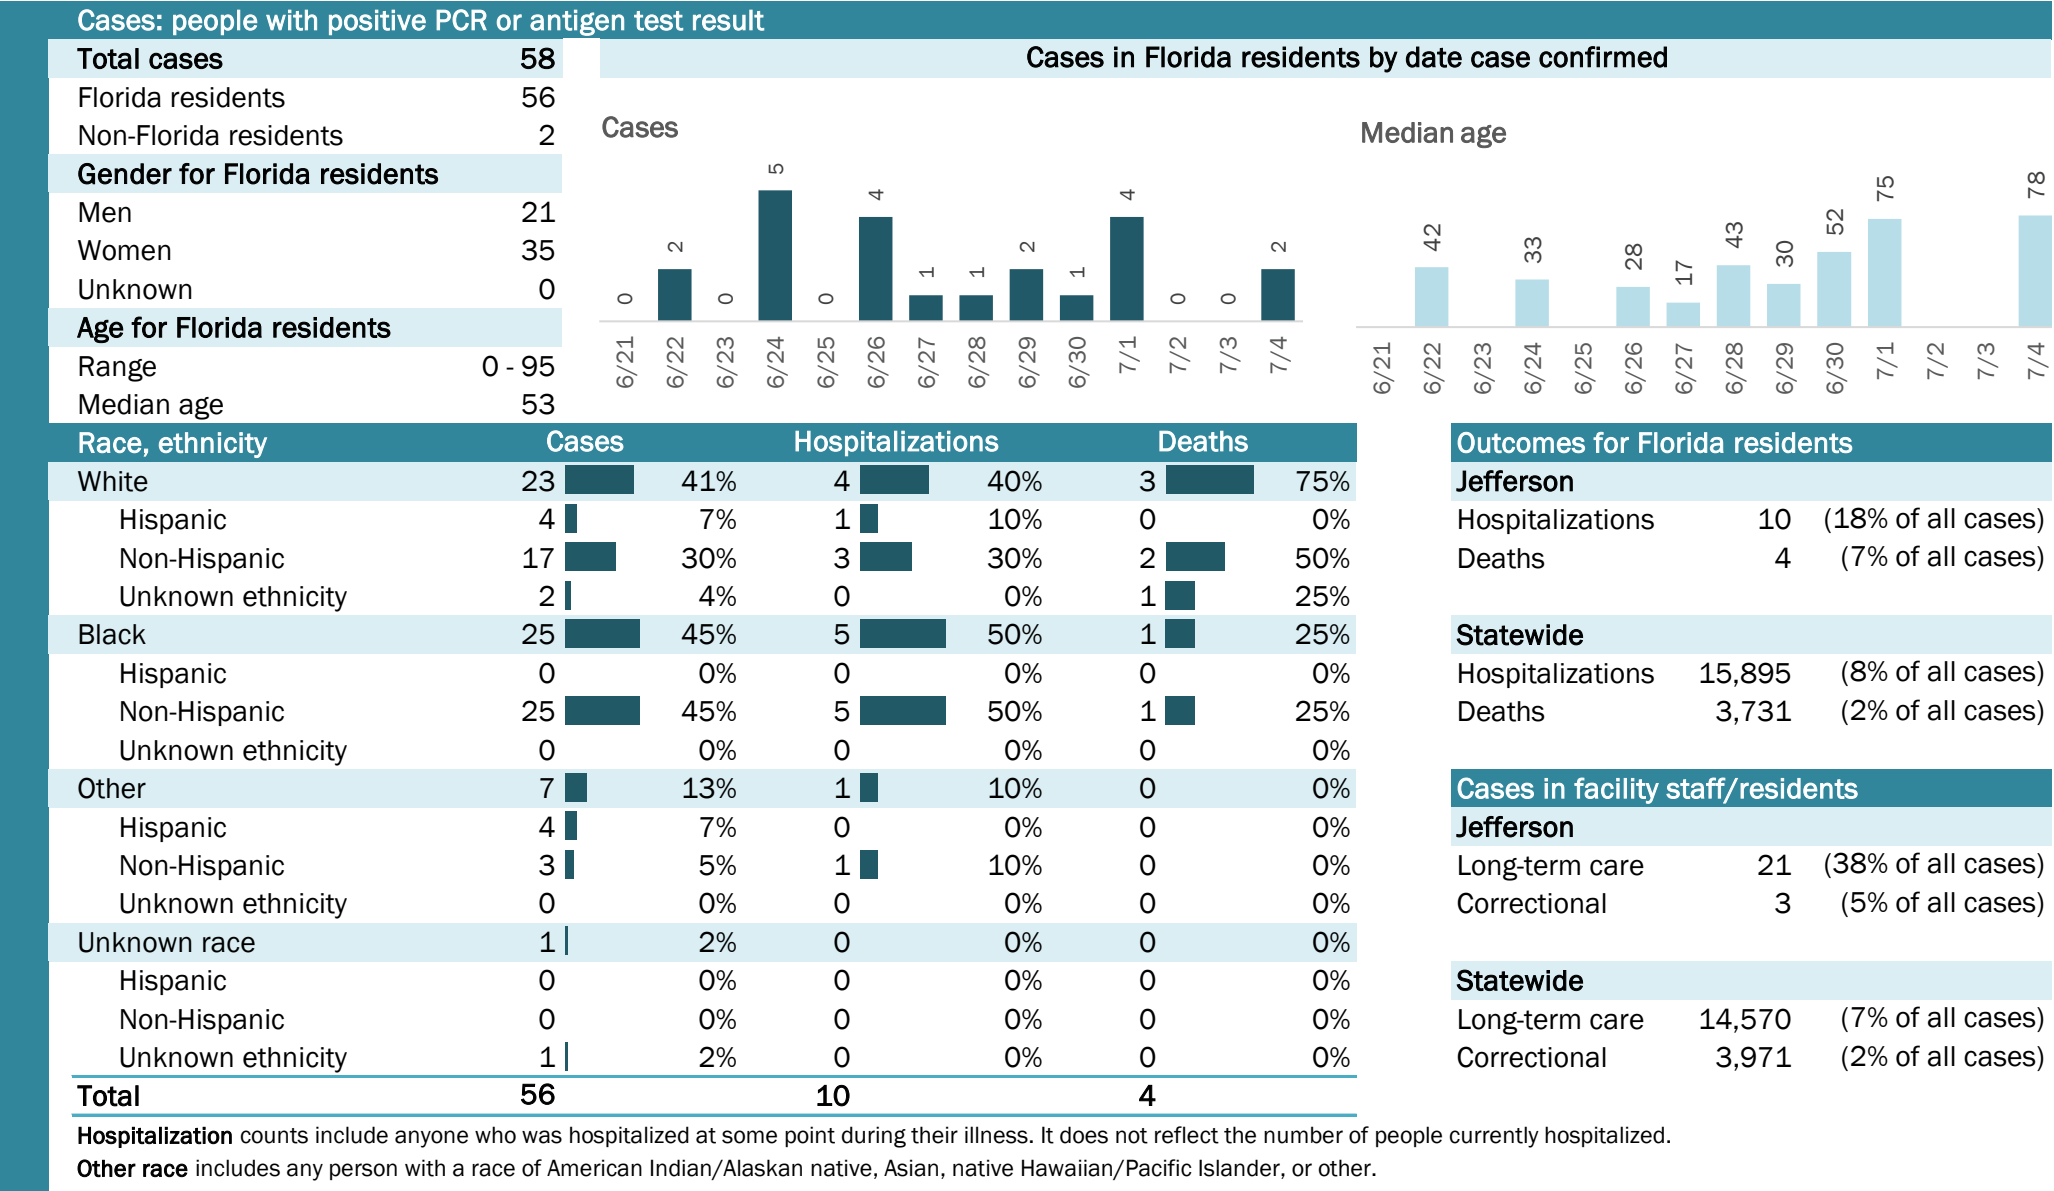 Cases: people with positive PCR or antigen test result
Total cases 58
Florida residents 56
Non-Florida residents 2
Gender for Florida residents
Men 21
Women 35
Unknown 0
Age for Florida residents
Range 0 - 95
Median age 53
Cases in Florida residents by date case confirmed
Cases
0 2 0 5 0 4 1 1 2 1 4 0 0 2
6/21 6/22 6/23 6/24 6/25 6/26 6/27 6/28 6/29 6/30 7/1 7/2 7/3 7/4
Median age
42 33 28 17 43 30 52 75 78
6/21 6/22 6/23 6/24 6/25 6/26 6/27 6/28 6/29 6/30 7/1 7/2 7/3 7/4
Race, ethnicity Cases Hospitalizations Deaths
White 23 41% 4 40% 3 75%
Hispanic 4 7% 1 10% 0 0%
Non-Hispanic 17 30% 3 30% 2 50%
Unknown ethnicity 2 4% 0 0% 1 25%
Black 25 45% 5 50% 1 25%
Hispanic 0 0% 0 0% 0 0%
Non-Hispanic 25 45% 5 50% 1 25%
Unknown ethnicity 0 0% 0 0% 0 0%
Other 7 13% 1 10% 0 0%
Hispanic 4 7% 0 0% 0 0%
Non-Hispanic 3 5% 1 10% 0 0%
Unknown ethnicity 0 0% 0 0% 0 0%
Unknown race 1 2% 0 0% 0 0%
Hispanic 0 0% 0 0% 0 0%
Non-Hispanic 0 0% 0 0% 0 0%
Unknown ethnicity 1 2% 0 0% 0 0%
Total 56 10 4
Outcomes for Florida residents
Jefferson
Hospitalizations 10 (18% of all cases)
Deaths 4 (7% of all cases)
Statewide
Hospitalizations 15,895 (8% of all cases)
Deaths 3,731 (2% of all cases)
Cases in facility staff/residents
Jefferson
Long-term care 21 (38% of all cases)
Correctional 3 (5% of all cases)
Statewide
Long-term care 14,570 (7% of all cases)
Correctional 3,971 (2% of all cases)
Hospitalization counts include anyone who was hospitalized at some point during their illness. It does not reflect the number of people currently hospitalized.
Other race includes any person with a race of American Indian/Alaskan native, Asian, native Hawaiian/Pacific Islander, or other.